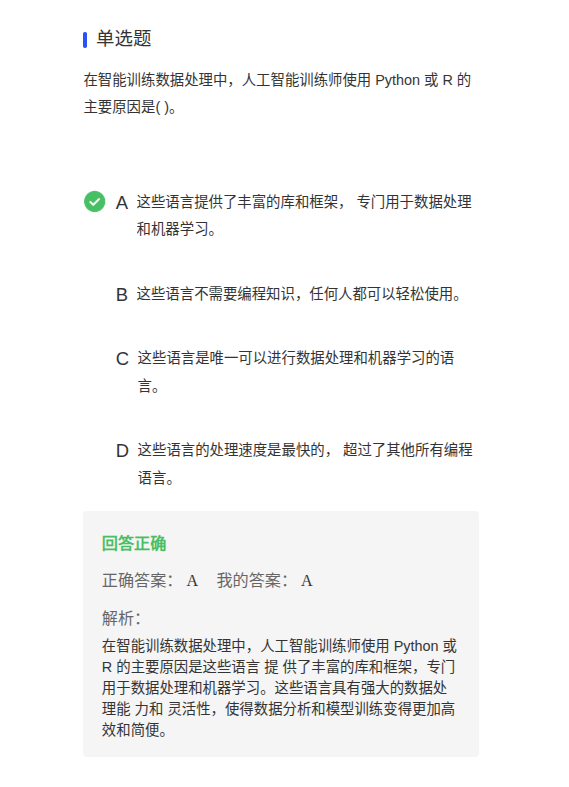 单选题
在智能训练数据处理中，人工智能训练师使用 Python 或 R 的
主要原因是( )。
A 这些语言提供了丰富的库和框架， 专门用于数据处理
和机器学习。
B 这些语言不需要编程知识，任何人都可以轻松使用。
C 这些语言是唯一可以进行数据处理和机器学习的语
言。
D 这些语言的处理速度是最快的， 超过了其他所有编程
语言。
回答正确
正确答案： A 我的答案： A
解析：
在智能训练数据处理中，人工智能训练师使用 Python 或
R 的主要原因是这些语言 提 供了丰富的库和框架，专门
用于数据处理和机器学习。这些语言具有强大的数据处
理能 力和 灵活性，使得数据分析和模型训练变得更加高
效和简便。